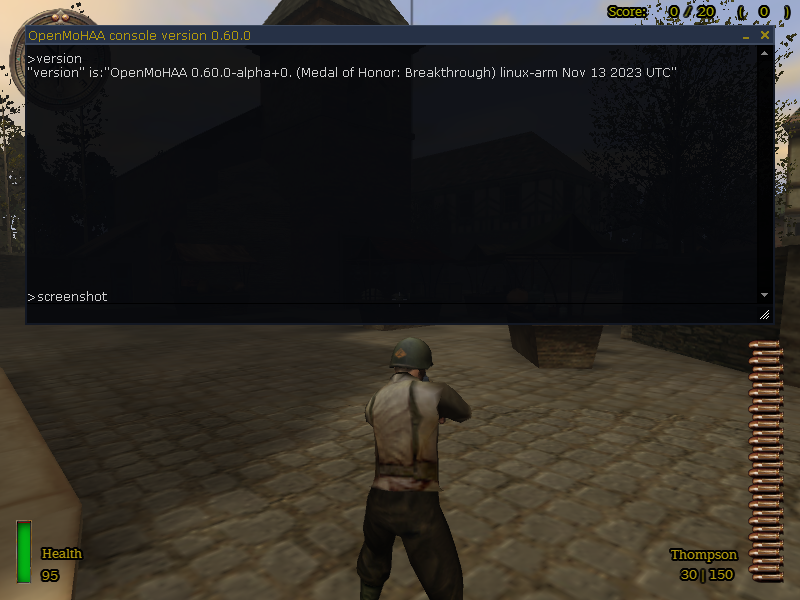 Score: 0 / 20 ( 0 )
OpenMoHAA console version 0.60.0
>version
"version" is:"OpenMoHAA 0.60.0-alpha+0. (Medal of Honor: Breakthrough) linux-arm Nov 13 2023 UTC"
>screenshot
Health
95
Thompson
30 | 150